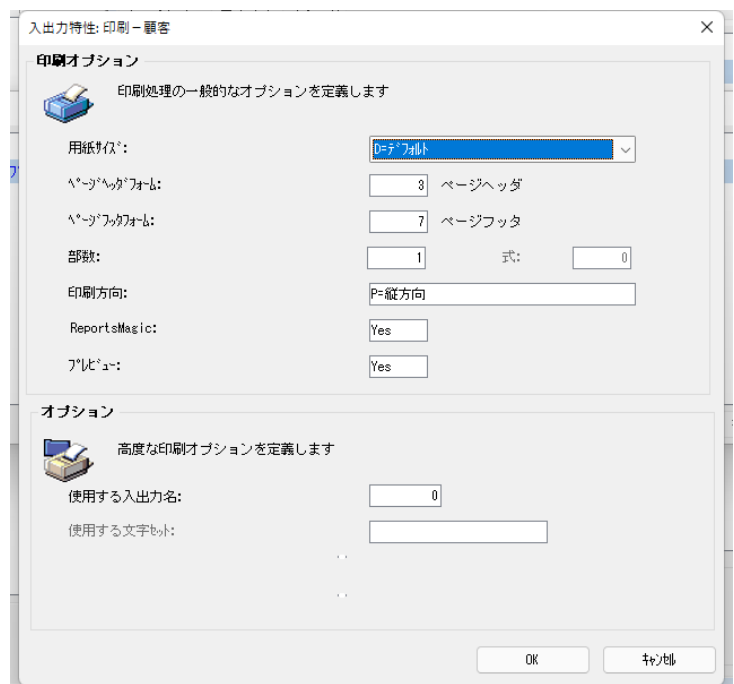 入出力特性: 印刷 – 顧客
印刷オプション
印刷処理の一般的なオプションを定義します
用紙ｻｲｽﾞ: D=ﾃﾞﾌｫﾙﾄ
ﾍﾟｰｼﾞﾍｯﾀﾞﾌｫｰﾑ: 3 ページヘッダ
ﾍﾟｰｼﾞﾌｯﾀﾌｫｰﾑ: 7 ページフッタ
部数: 1 式: 0
印刷方向: P=縦方向
ReportsMagic: Yes
ﾌﾟﾚﾋﾞｭｰ: Yes
オプション
高度な印刷オプションを定義します
使用する入出力名: 0
使用する文字ｾｯﾄ:
OK ｷｬﾝｾﾙ